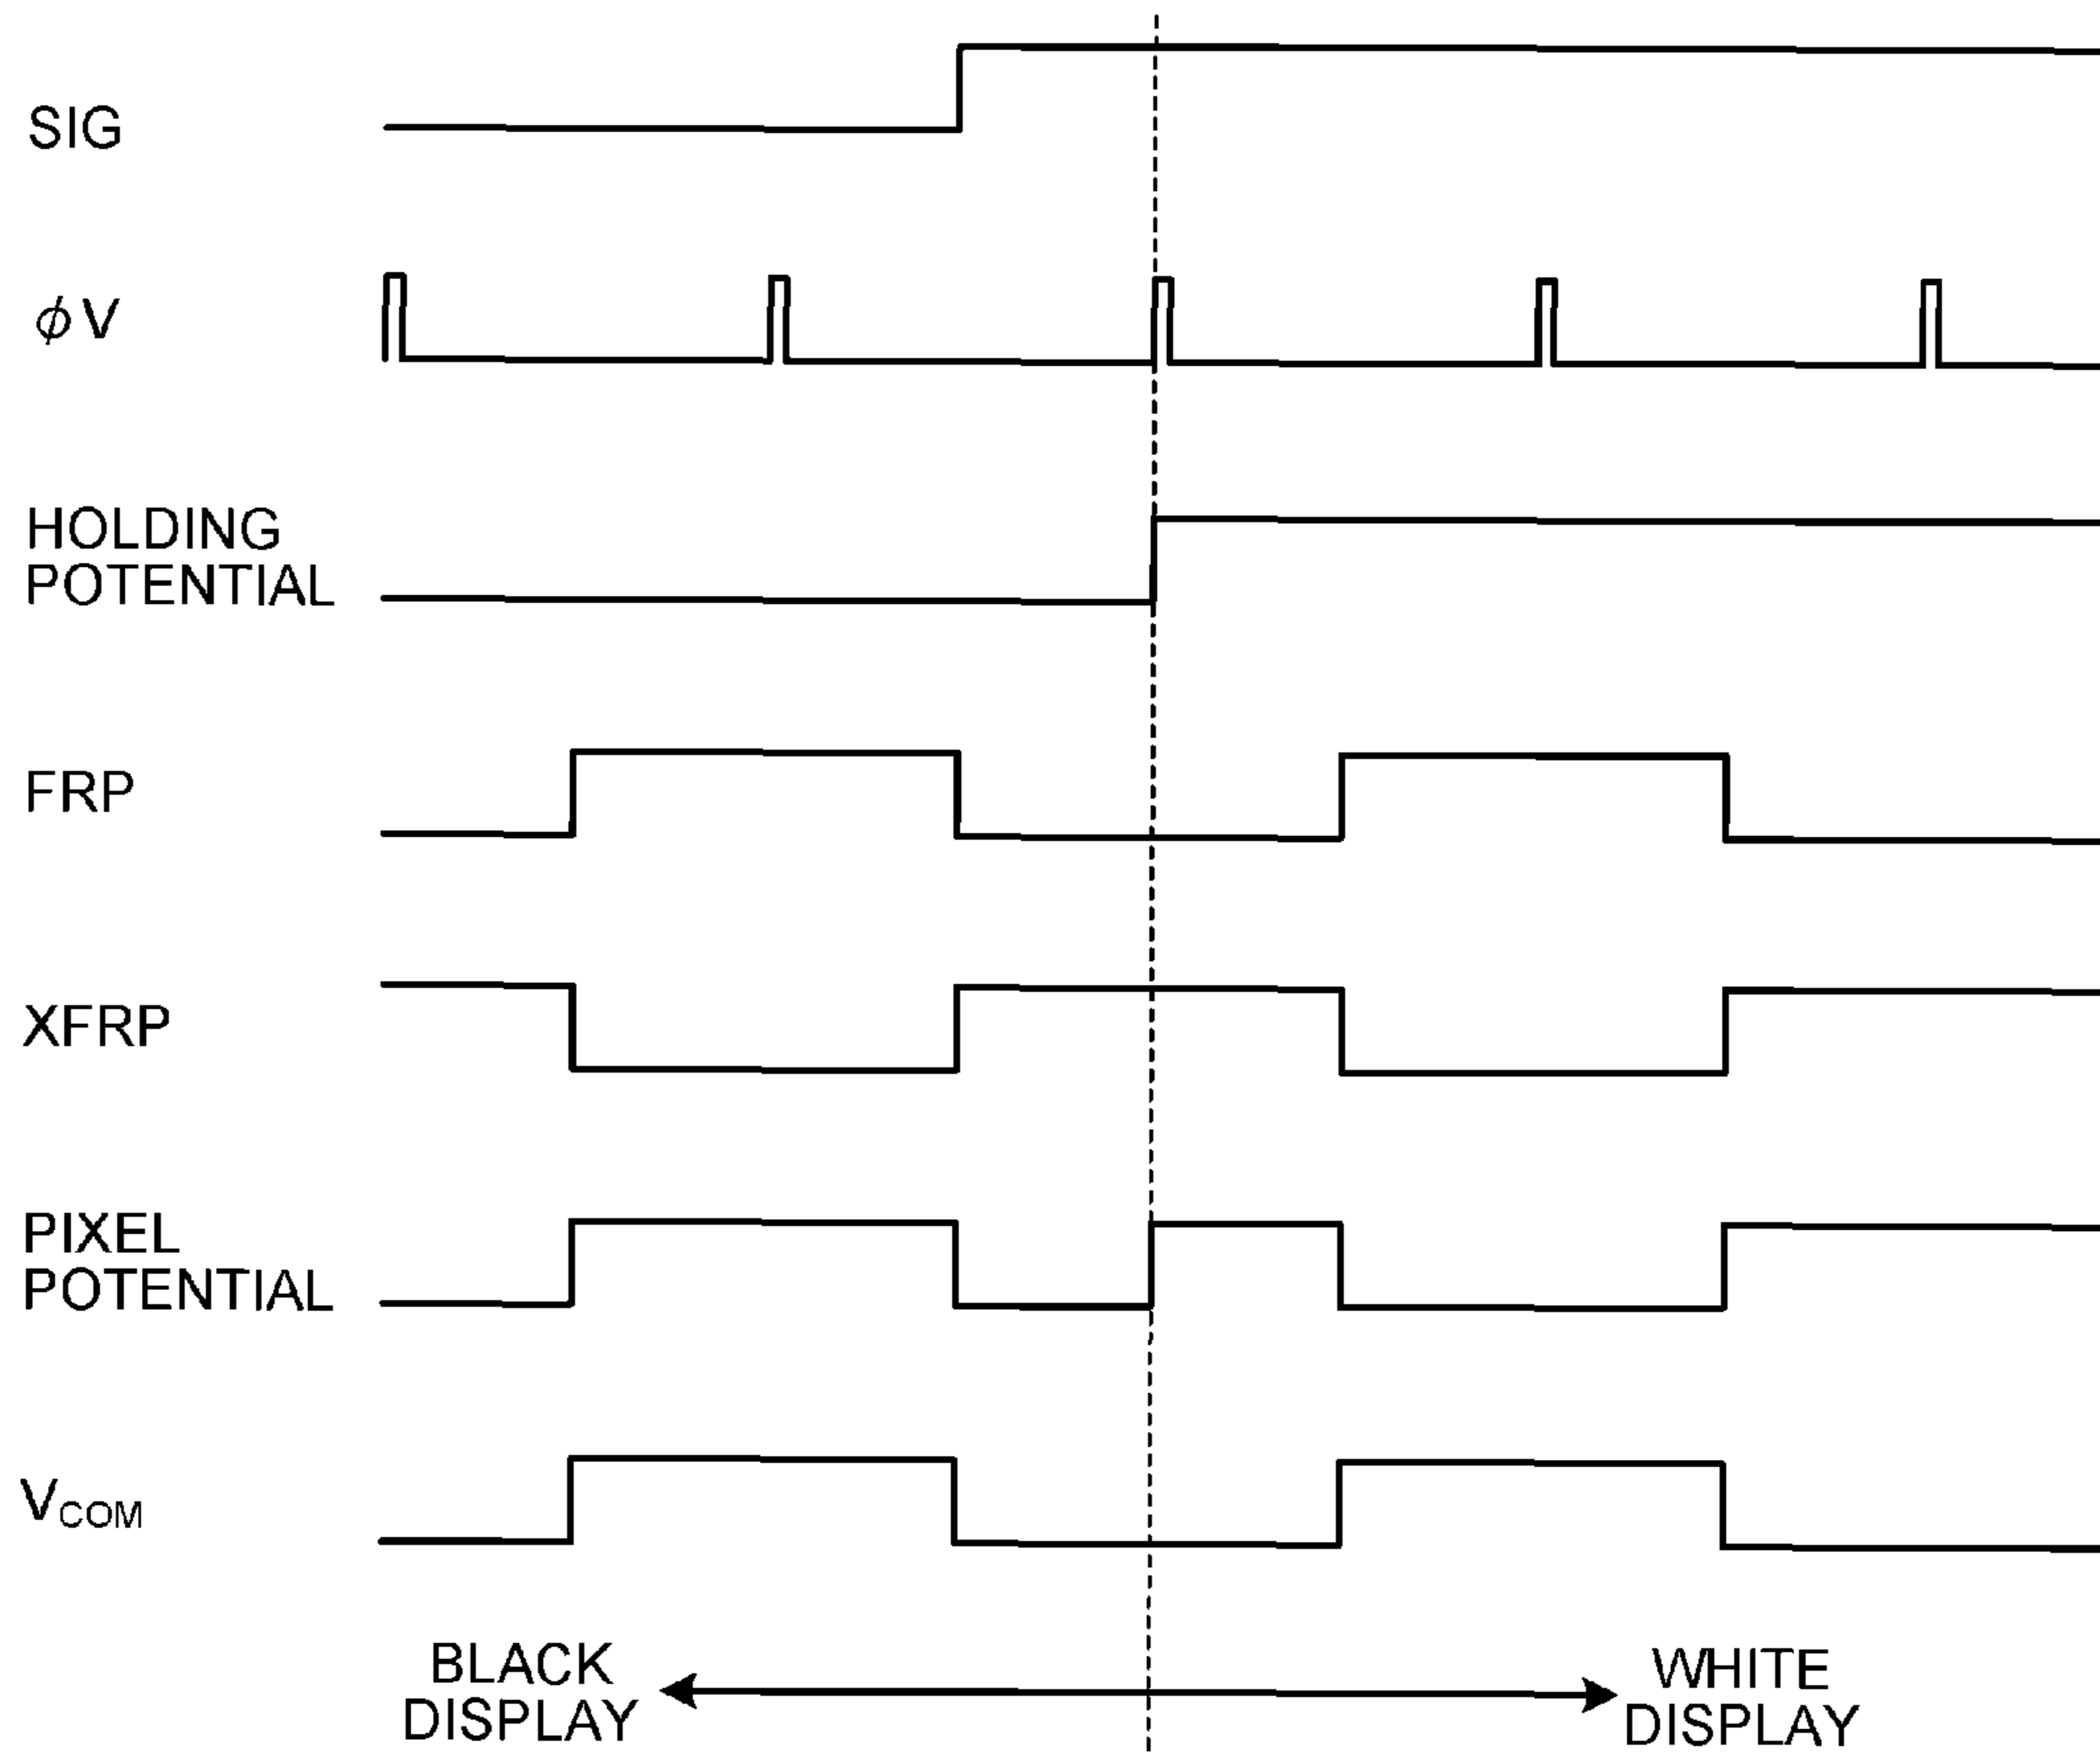 SIG
ϕV
HOLDING
POTENTIAL
FRP
XFRP
PIXEL
POTENTIAL
VCOM
BLACK
DISPLAY
WHITE
DISPLAY